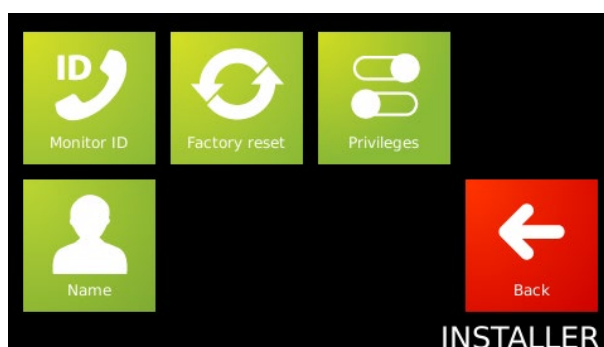 ID
Monitor ID
Factory reset
Privileges
Name
Back
INSTALLER